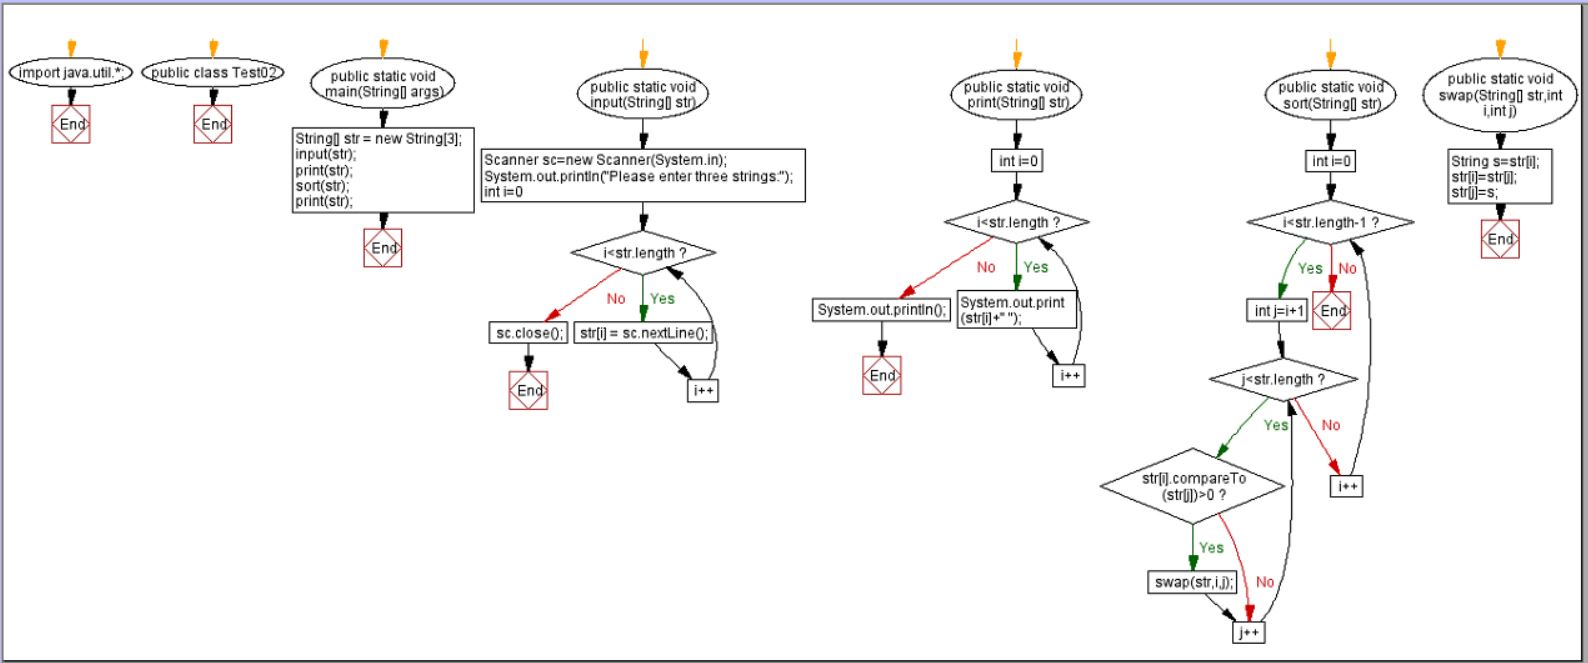 import java.util.*;
End
public class Test02
End
public static void
main(String[] args)
String[] str = new String[3];
input(str);
print(str);
sort(str);
print(str);
End
public static void
input(String[] str)
Scanner sc=new Scanner(System.in);
System.out.println("Please enter three strings:");
int i=0
i<str.length ?
No
Yes
sc.close();
str[i] = sc.nextLine();
End
i++
public static void
print(String[] str)
int i=0
i<str.length ?
No
Yes
System.out.println();
System.out.print
(str[i]+" ");
End
i++
public static void
sort(String[] str)
int i=0
i<str.length-1 ?
Yes
No
int j=i+1
End
j<str.length ?
Yes
No
str[i].compareTo
(str[j])>0 ?
i++
Yes
No
swap(str,i,j);
j++
public static void
swap(String[] str,int
i,int j)
String s=str[i];
str[i]=str[j];
str[j]=s;
End